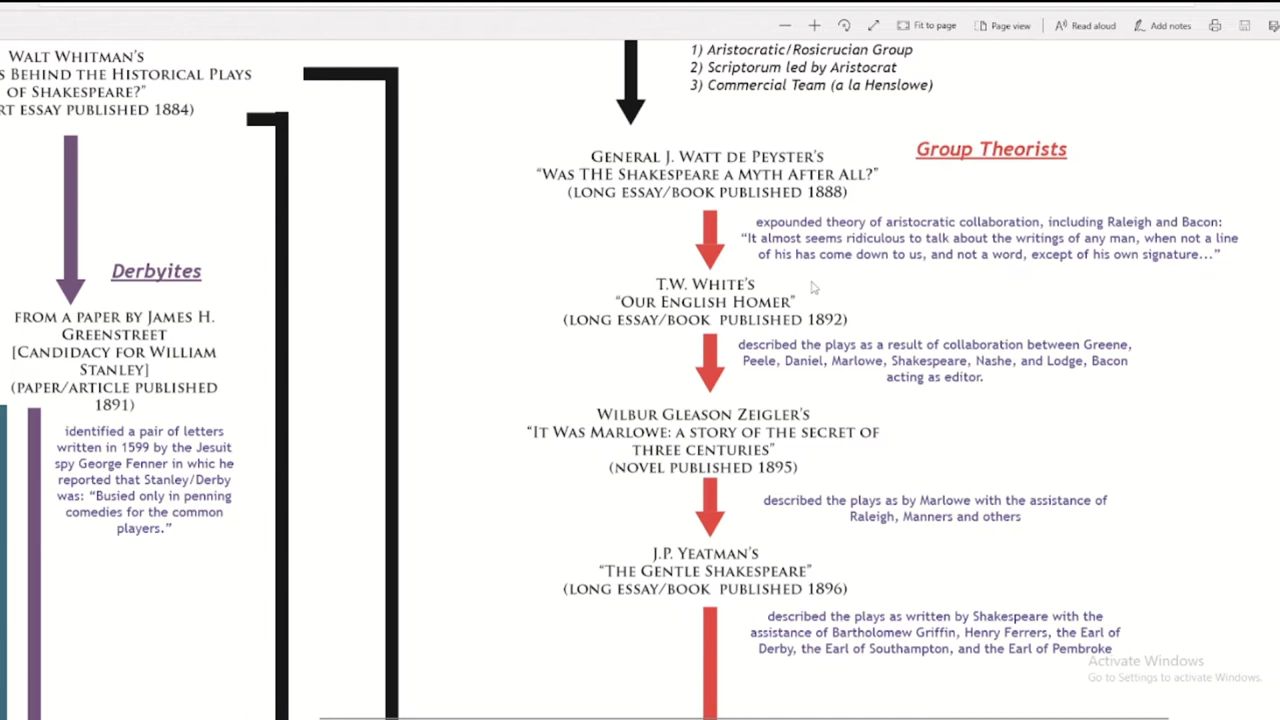 Fit to page
Page view
Read aloud
Add notes
WALT WHITMAN'S
S BEHIND THE HISTORICAL PLAYS
OF SHAKESPEARE?"
RT ESSAY PUBLISHED 1884)
Derbyites
FROM A PAPER BY JAMES H.
GREENSTREET
[CANDIDACY FOR WILLIAM
STANLEY]
(PAPER/ARTICLE PUBLISHED
1891)
identified a pair of letters
written in 1599 by the Jesuit
spy George Fenner in whic he
reported that Stanley/Derby
was: “Busied only in penning
comedies for the common
players.”
1) Aristocratic/Rosicrucian Group
2) Scriptorum led by Aristocrat
3) Commercial Team (a la Henslowe)
Group Theorists
GENERAL J. WATT DE PEYSTER'S
“WAS THE SHAKESPEARE A MYTH AFTER ALL?”
(LONG ESSAY/BOOK PUBLISHED 1888)
expounded theory of aristocratic collaboration, including Raleigh and Bacon:
“It almost seems ridiculous to talk about the writings of any man, when not a line
of his has come down to us, and not a word, except of his own signature...”
T.W. WHITE'S
“OUR ENGLISH HOMER”
(LONG ESSAY/BOOK PUBLISHED 1892)
described the plays as a result of collaboration between Greene,
Peele, Daniel, Marlowe, Shakespeare, Nashe, and Lodge, Bacon
acting as editor.
WILBUR GLEASON ZEIGLER'S
“IT WAS MARLOWE: A STORY OF THE SECRET OF
THREE CENTURIES”
(NOVEL PUBLISHED 1895)
described the plays as by Marlowe with the assistance of
Raleigh, Manners and others
J.P. YEATMAN'S
“THE GENTLE SHAKESPEARE”
(LONG ESSAY/BOOK PUBLISHED 1896)
described the plays as written by Shakespeare with the
assistance of Bartholomew Griffin, Henry Ferrers, the Earl of
Derby, the Earl of Southampton, and the Earl of Pembroke
Activate Windows
Go to Settings to activate Windows.